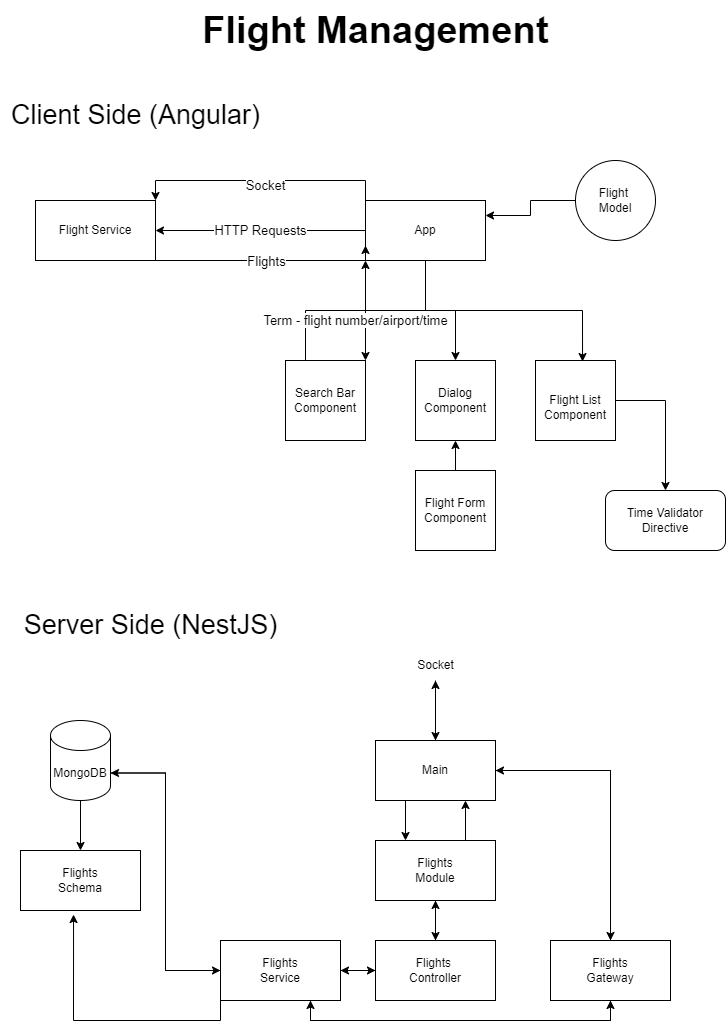 Flight Management
Client Side (Angular)
Socket
Flight
Model
Flight Service
HTTP Requests
App
Flights
Term - flight number/airport/time
Search Bar
Component
Dialog
Component
Flight List
Component
Flight Form
Component
Time Validator
Directive
Server Side (NestJS)
Socket
MongoDB
Main
Flights
Schema
Flights
Module
Flights
Service
Flights
Controller
Flights
Gateway